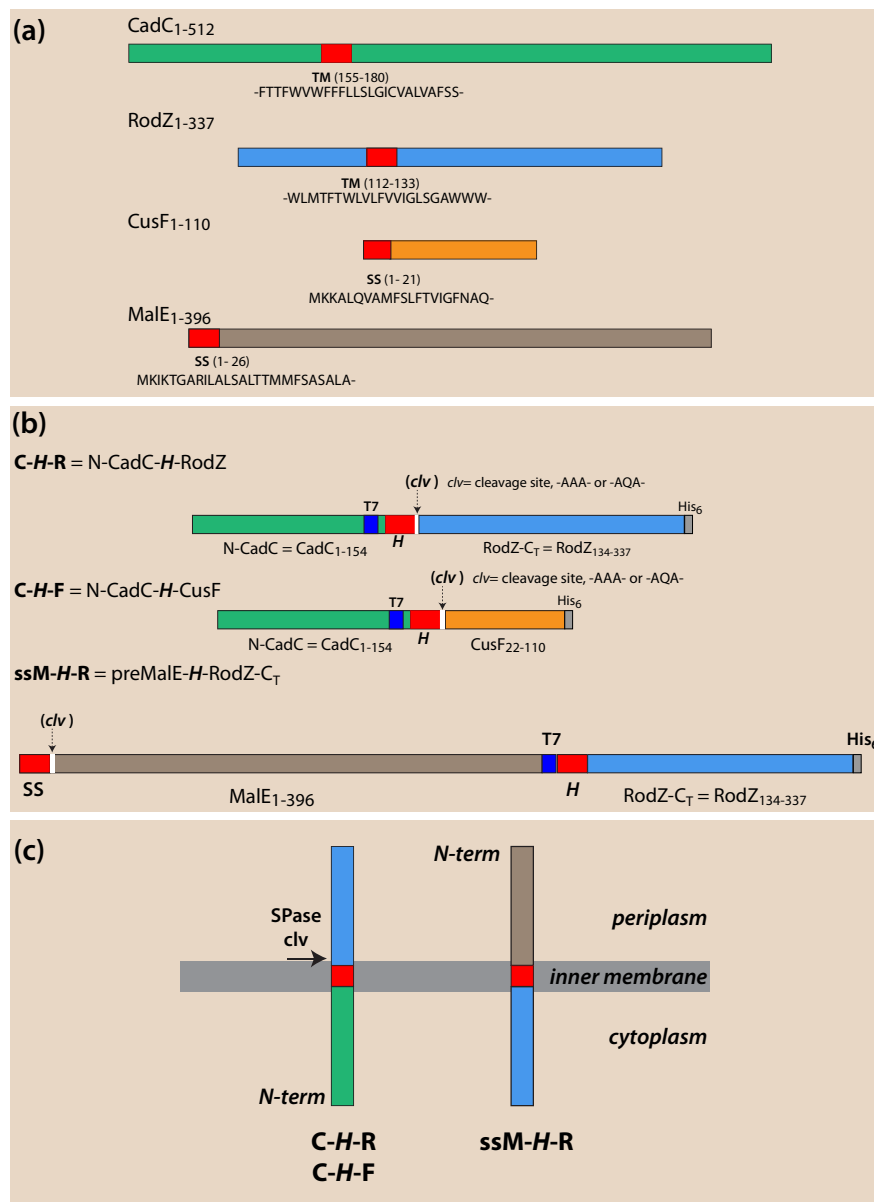 (a)
CadC1-512
TM (155-180)
-FTTFWVWFFFLLSLGICVALVAFSS-
RodZ1-337
TM (112-133)
-WLMTFTWLVLFVVIGLSGAWWW-
CusF1-110
SS (1- 21)
MKKALQVAMFSLFTVIGFNAQ-
MalE1-396
SS (1- 26)
MKIKTGARILALSALTTMMFSASALA-
(b)
C-H-R = N-CadC-H-RodZ
(clv) clv= cleavage site, -AAA- or -AQA-
T7
His6
H
N-CadC = CadC1-154
RodZ-CT = RodZ134-337
C-H-F = N-CadC-H-CusF
(clv) clv= cleavage site, -AAA- or -AQA-
T7
His6
H
N-CadC = CadC1-154
CusF22-110
ssM-H-R = preMalE-H-RodZ-CT
(clv)
T7
His6
SS
MalE1-396
H
RodZ-CT = RodZ134-337
(c)
N-term
SPase
clv
periplasm
inner membrane
cytoplasm
N-term
C-H-R
ssM-H-R
C-H-F